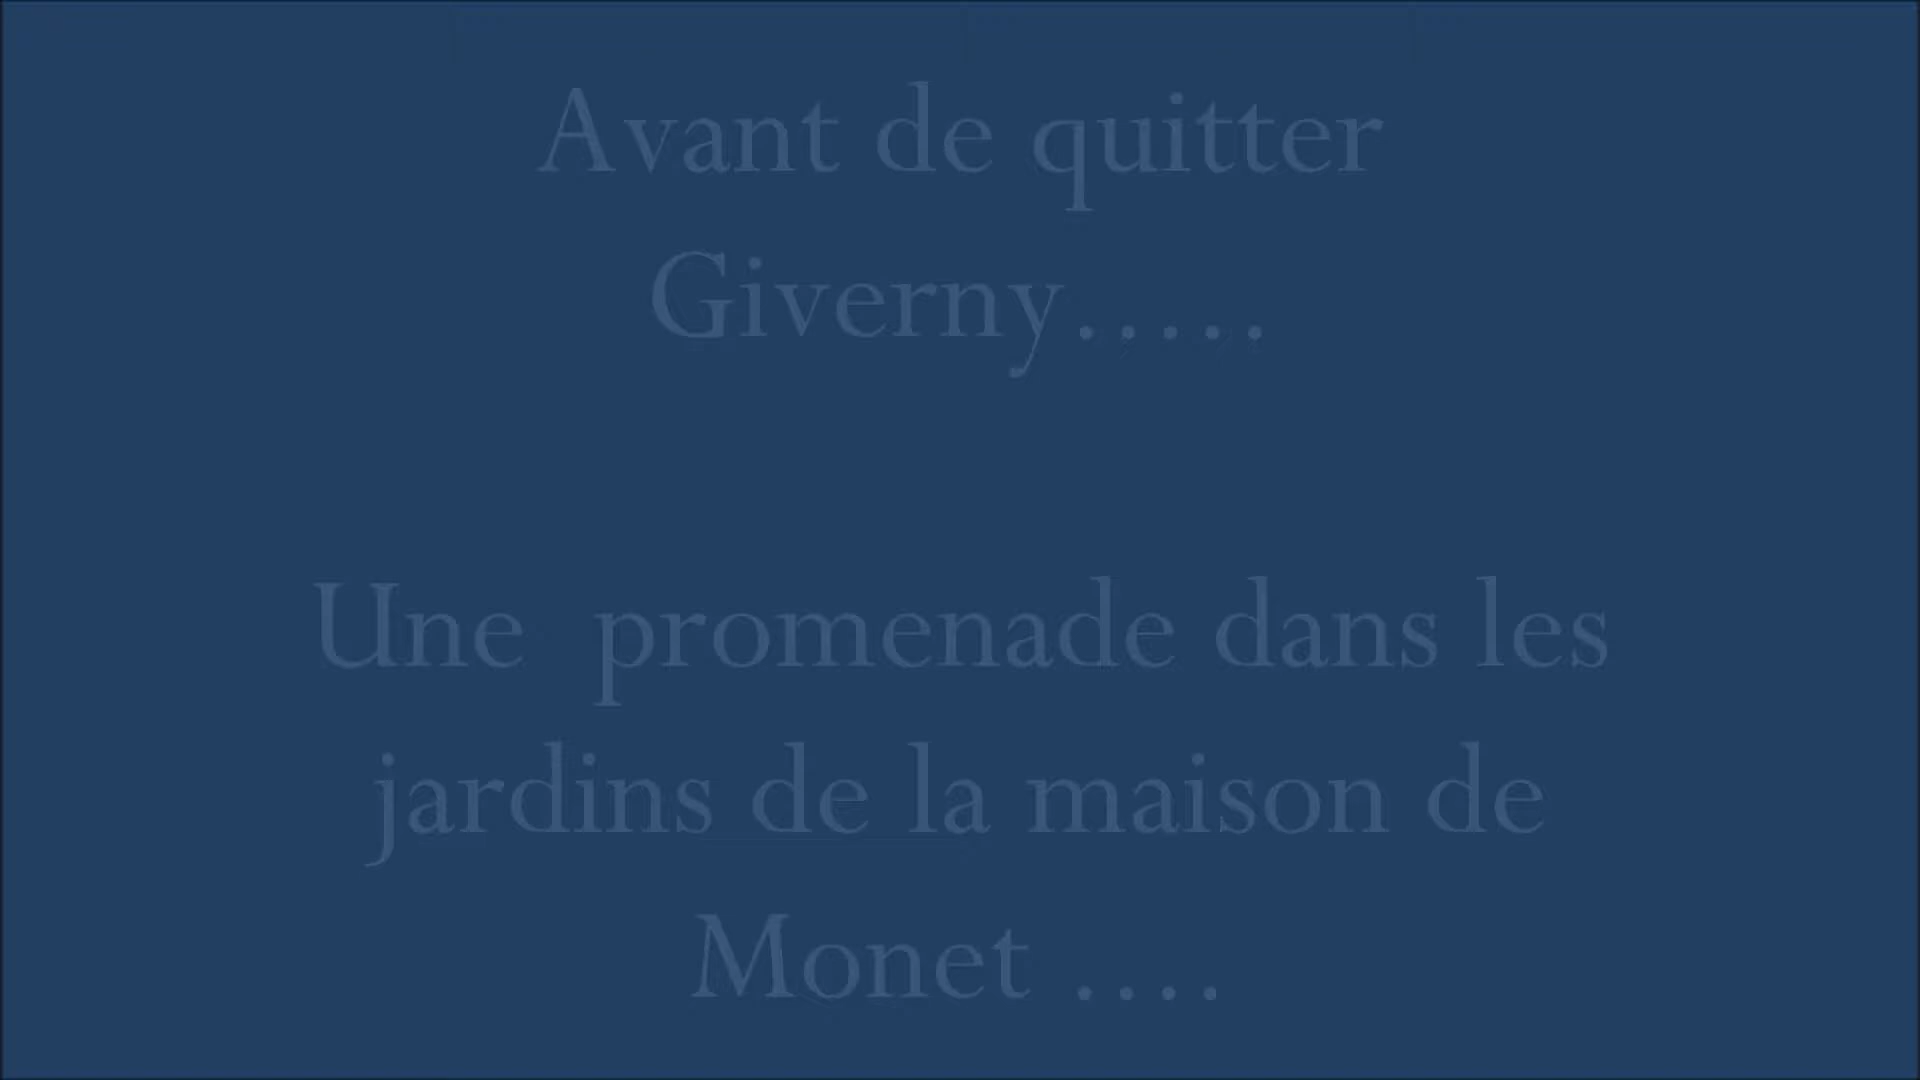 Avant de quitter
Giverny.....
Une  promenade dans les
jardins de la maison de
Monet ....